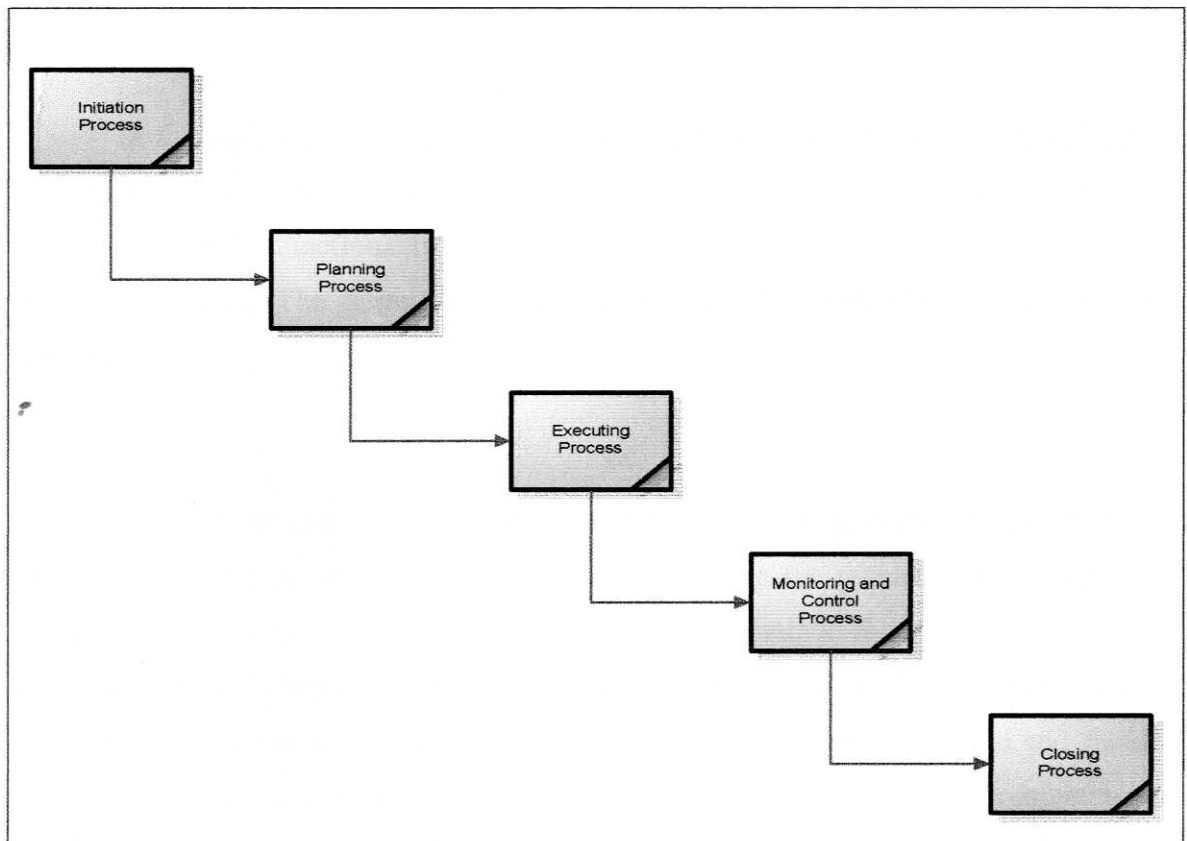 Initiation
Process
Planning
Process
Executing
Process
Monitoring and
Control
Process
Closing
Process